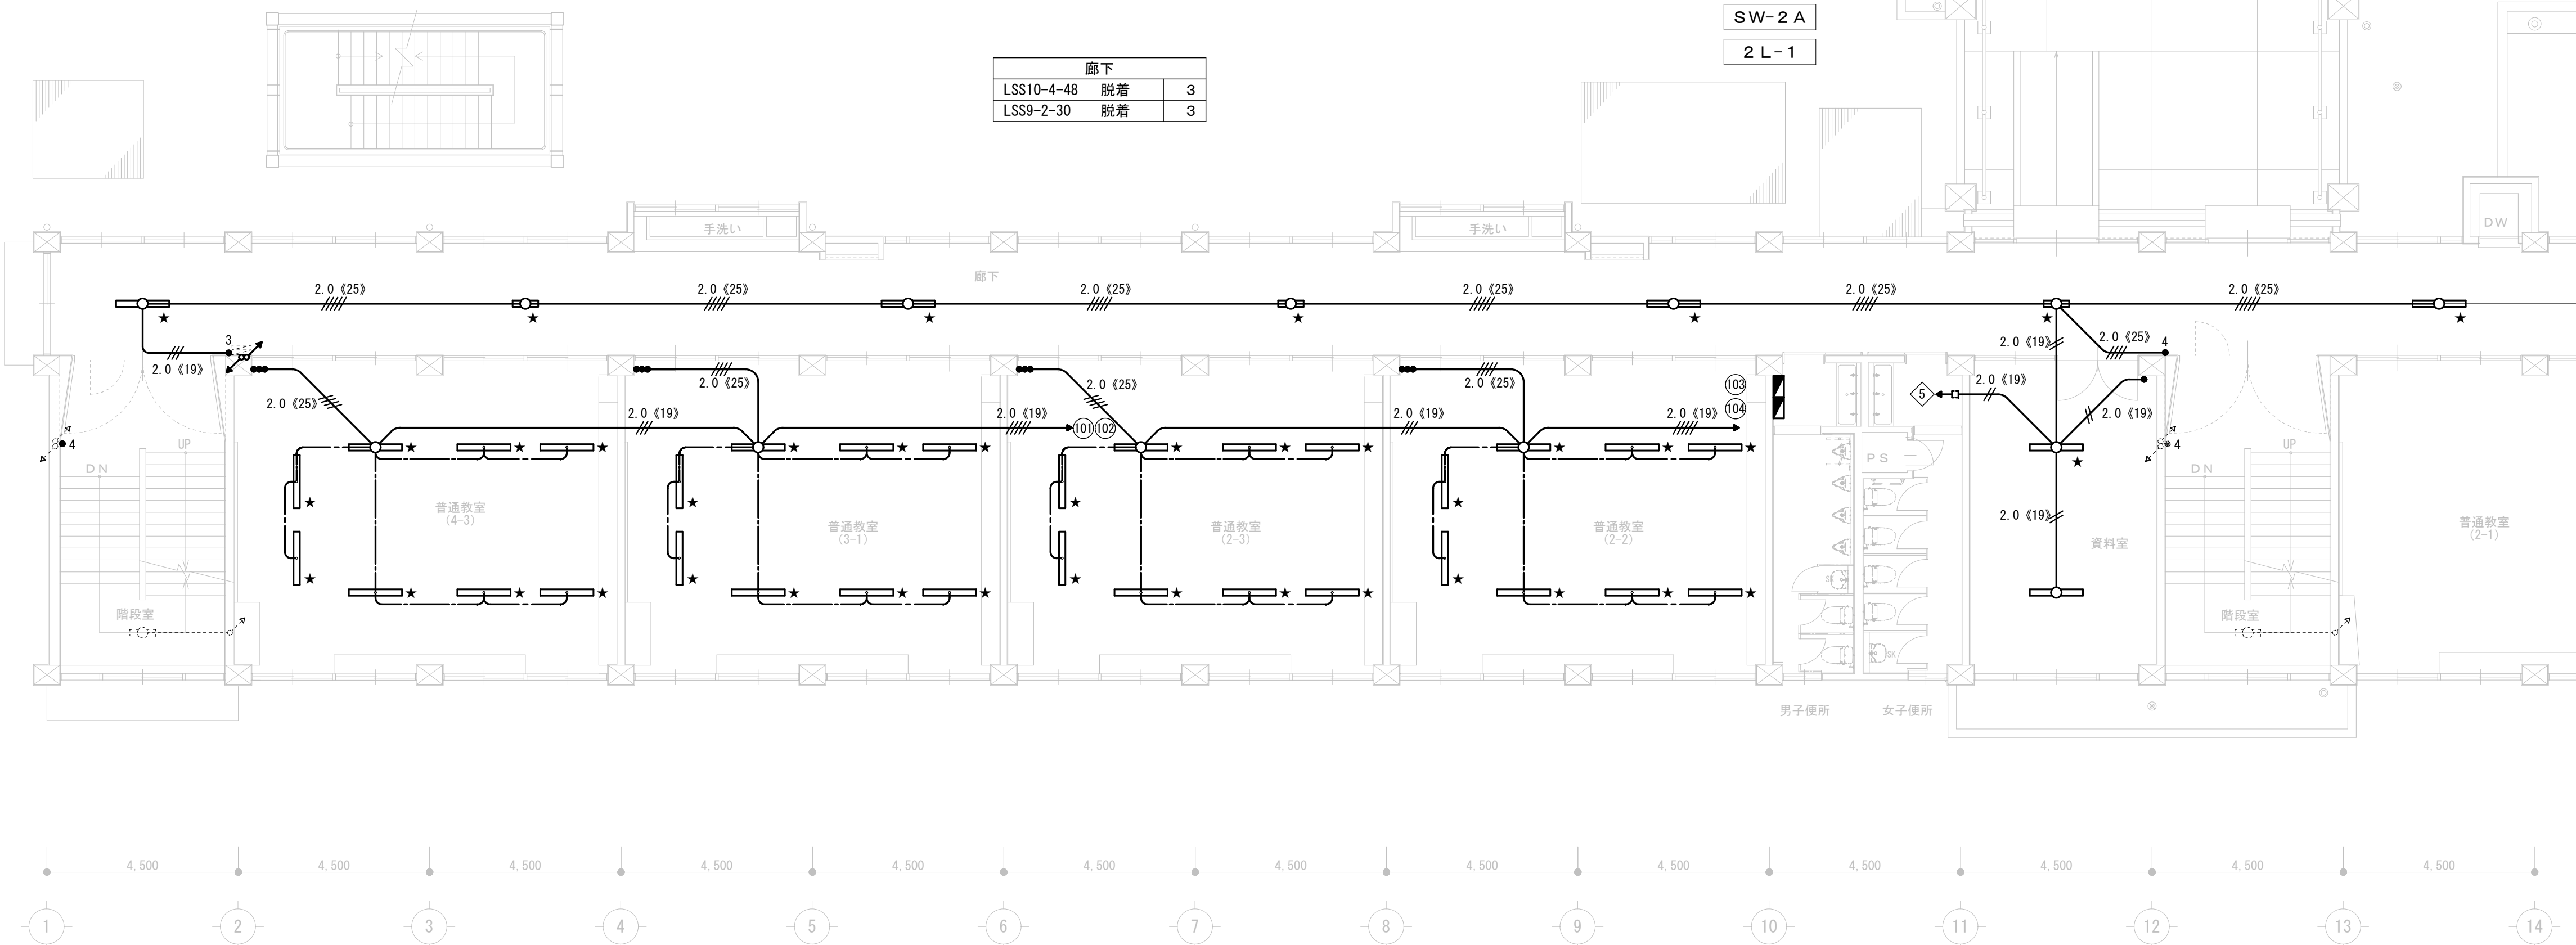 SW-2A
2L-1
廊下
LSS10-4-48 脱着 3
LSS9-2-30 脱着 3
手洗い
手洗い
DW
廊下
2.0《25》
2.0《25》
2.0《25》
2.0《25》
2.0《25》
2.0《25》
★
★
★
★
★
★
★
3
2.0《19》
2.0《19》
2.0《25》
4
2.0《25》
2.0《25》
2.0《25》
2.0《25》
103
104
5
2.0《19》
2.0《19》
2.0《19》
2.0《19》
101
102
2.0《19》
2.0《19》
4
UP
DN
★ ★ ★
★ ★ ★
★ ★ ★
★ ★ ★
PS
★
4
UP
DN
★
★
★
★
普通教室
(4-3)
普通教室
(3-1)
普通教室
(2-3)
普通教室
(2-2)
2.0《19》
資料室
普通教室
(2-1)
★
★
★
★
SK
★ ★ ★
★ ★ ★
★ ★ ★
★ ★ ★
階段室
階段室
SK
男子便所
女子便所
4,500
4,500
4,500
4,500
4,500
4,500
4,500
4,500
4,500
4,500
4,500
4,500
4,500
1
2
3
4
5
6
7
8
9
10
11
12
13
14